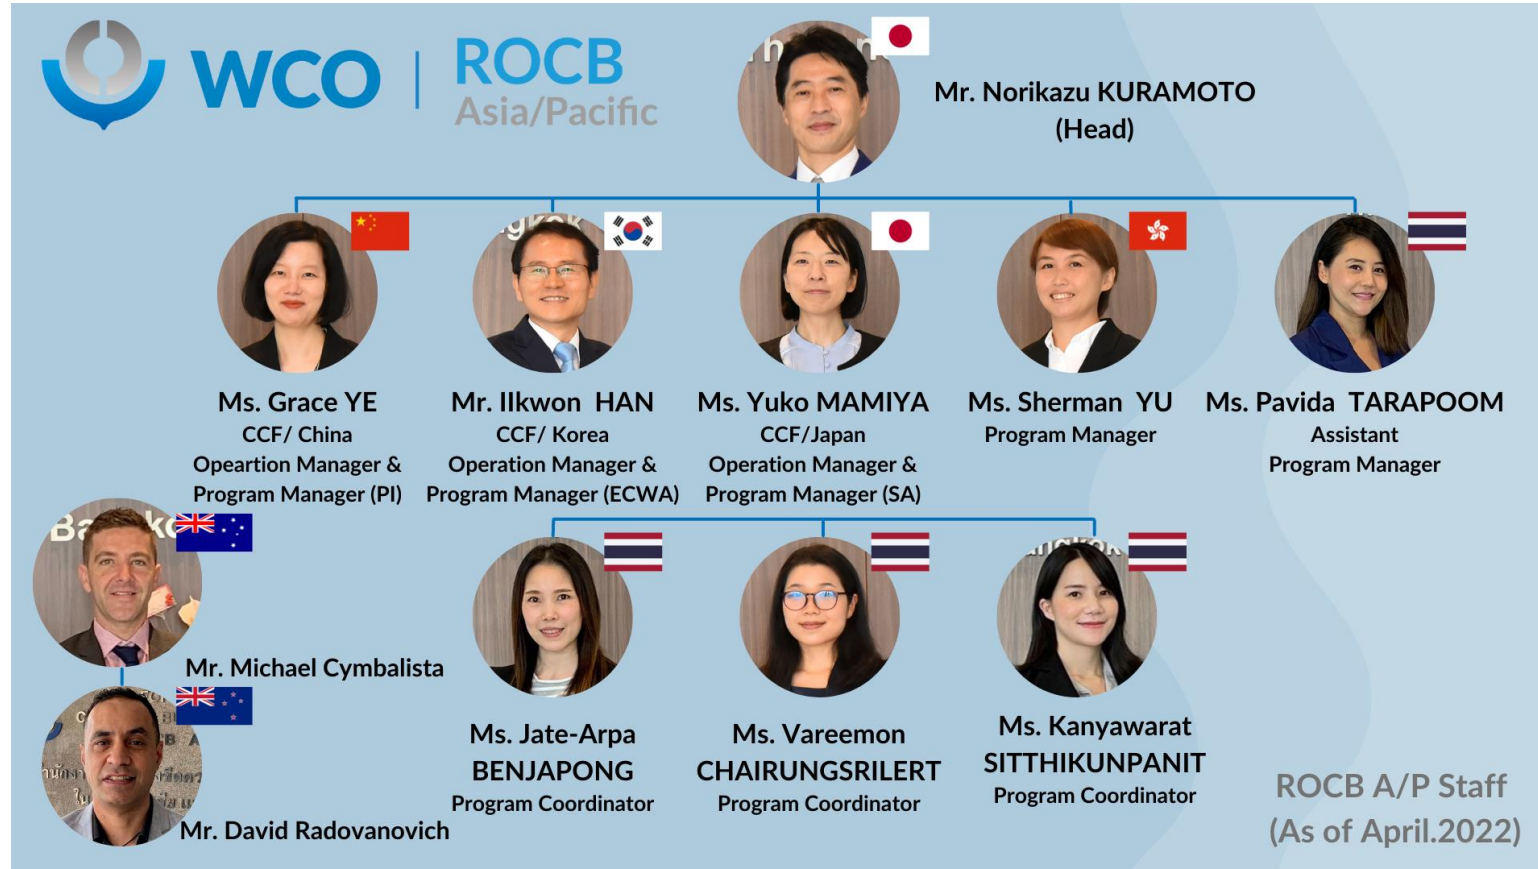 WCO
ROCB
Asia/Pacific
Mr. Norikazu KURAMOTO
(Head)
Ms. Grace YE
CCF/ China
Opeartion Manager &
Program Manager (PI)
Mr. Ilkwon HAN
CCF/ Korea
Operation Manager &
Program Manager (ECWA)
Ms. Yuko MAMIYA
CCF/Japan
Operation Manager &
Program Manager (SA)
Ms. Sherman YU
Program Manager
Ms. Pavida TARAPOOM
Assistant
Program Manager
Mr. Michael Cymbalista
Mr. David Radovanovich
Ms. Jate-Arpa
BENJAPONG
Program Coordinator
Ms. Vareemon
CHAIRUNGSRILERT
Program Coordinator
Ms. Kanyawarat
SITTHIKUNPANIT
Program Coordinator
ROCB A/P Staff
(As of April.2022)